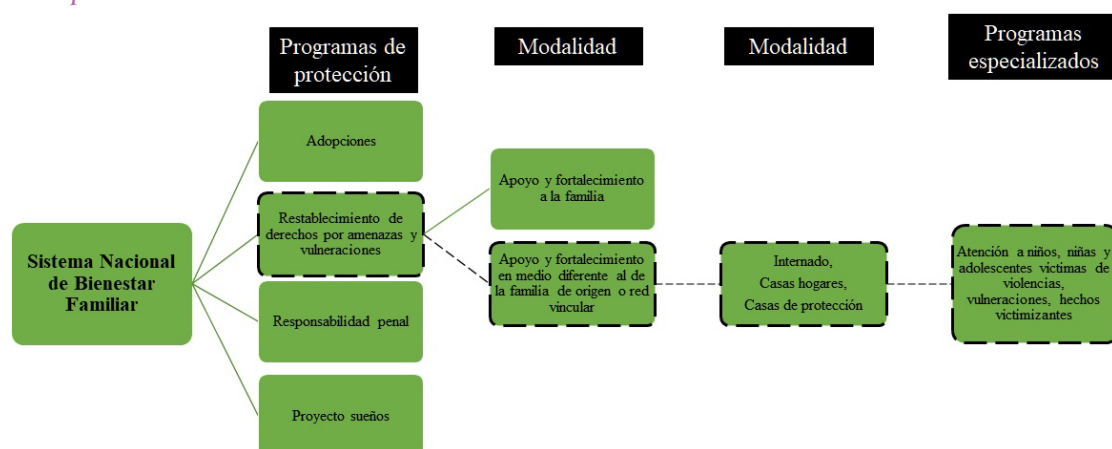 Programas de
protección
Modalidad
Modalidad
Programas
especializados
Adopciones
Restablecimiento de
derechos por amenazas y
vulneraciones
Responsabilidad penal
Proyecto sueños
Sistema Nacional
de Bienestar
Familiar
Apoyo y fortalecimiento
a la familia
Apoyo y fortalecimiento
en medio diferente al de
la familia de origen o red
vincular
Internado,
Casas hogares,
Casas de protección
Atención a niños, niñas y
adolescentes víctimas de
violencias,
vulneraciones, hechos
victimizantes